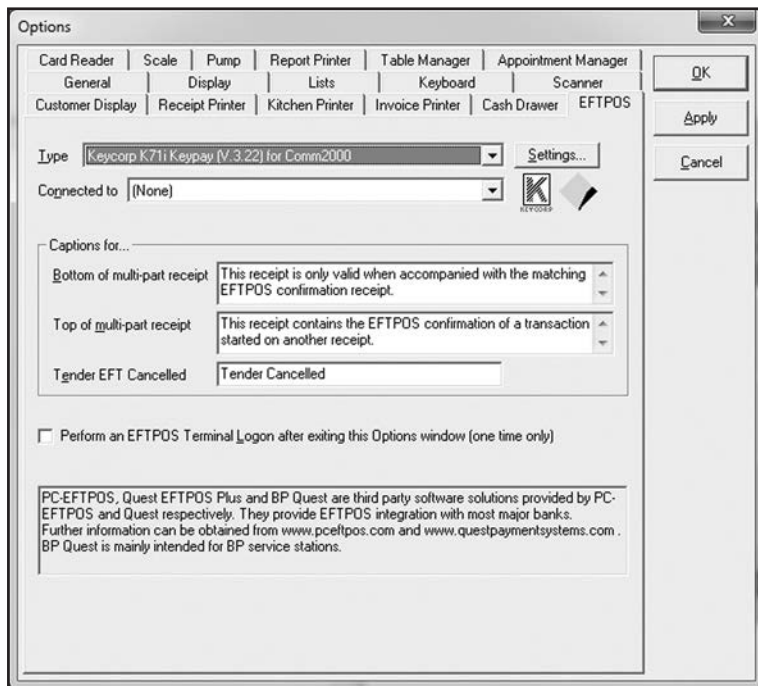 Options
X
Card Reader Scale Pump Report Printer Table Manager Appointment Manager
General Display Lists Keyboard Scanner
Customer Display Receipt Printer Kitchen Printer Invoice Printer Cash Drawer EFTPOS
OK
Apply
Cancel
Type Keycorp K71i Keypay (V.3.22) for Comm2000 Settings...
Connected to (None)
K
KEYCORP
Captions for...
Bottom of multi-part receipt This receipt is only valid when accompanied with the matching
EFTPOS confirmation receipt.
Top of multi-part receipt This receipt contains the EFTPOS confirmation of a transaction
started on another receipt.
Tender EFT Cancelled Tender Cancelled
Perform an EFTPOS Terminal Logon after exiting this Options window (one time only)
PC-EFTPOS, Quest EFTPOS Plus and BP Quest are third party software solutions provided by PC-
EFTPOS and Quest respectively. They provide EFTPOS integration with most major banks.
Further information can be obtained from www.pceftpos.com and www.questpaymentsystems.com .
BP Quest is mainly intended for BP service stations.